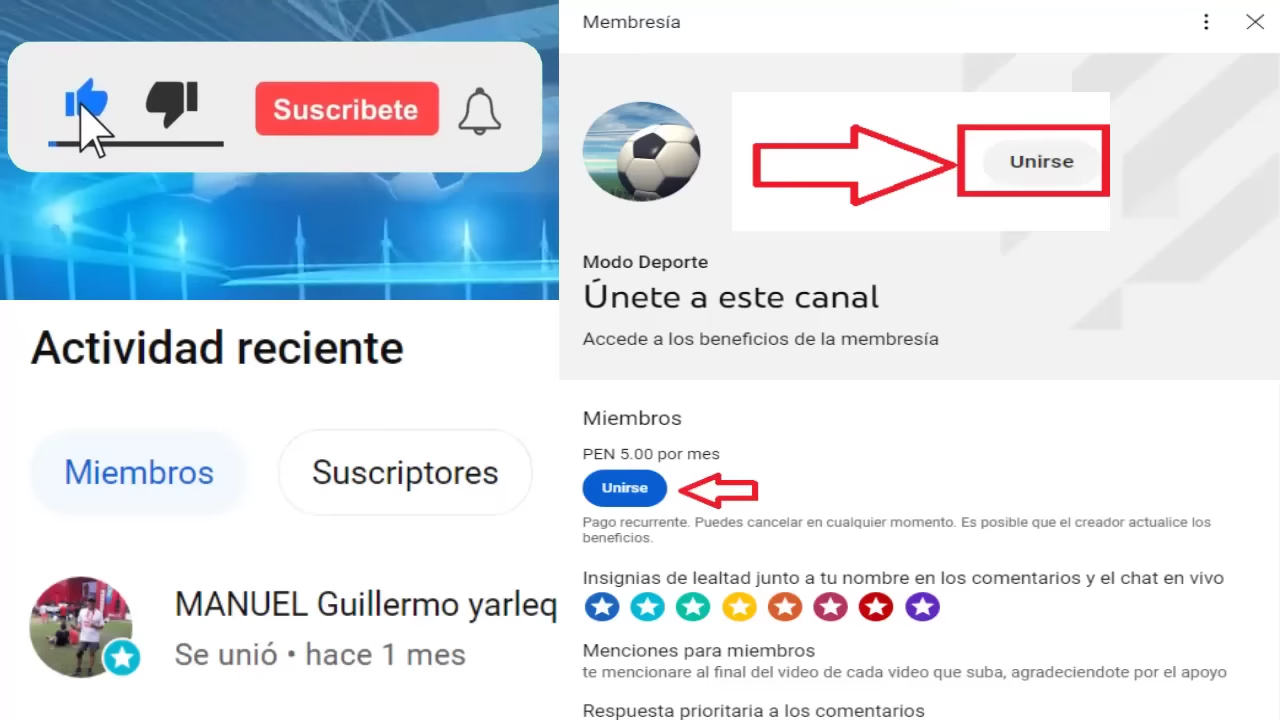 Suscribete
Actividad reciente
Miembros
Suscriptores
MANUEL Guillermo yarleq
Se unió • hace 1 mes
Membresía
Unirse
Modo Deporte
Únete a este canal
Accede a los beneficios de la membresía
Miembros
PEN 5.00 por mes
Unirse
Pago recurrente. Puedes cancelar en cualquier momento. Es posible que el creador actualice los
beneficios.
Insignias de lealtad junto a tu nombre en los comentarios y el chat en vivo
Menciones para miembros
te mencionare al final del video de cada video que suba, agradeciendote por el apoyo
Respuesta prioritaria a los comentarios